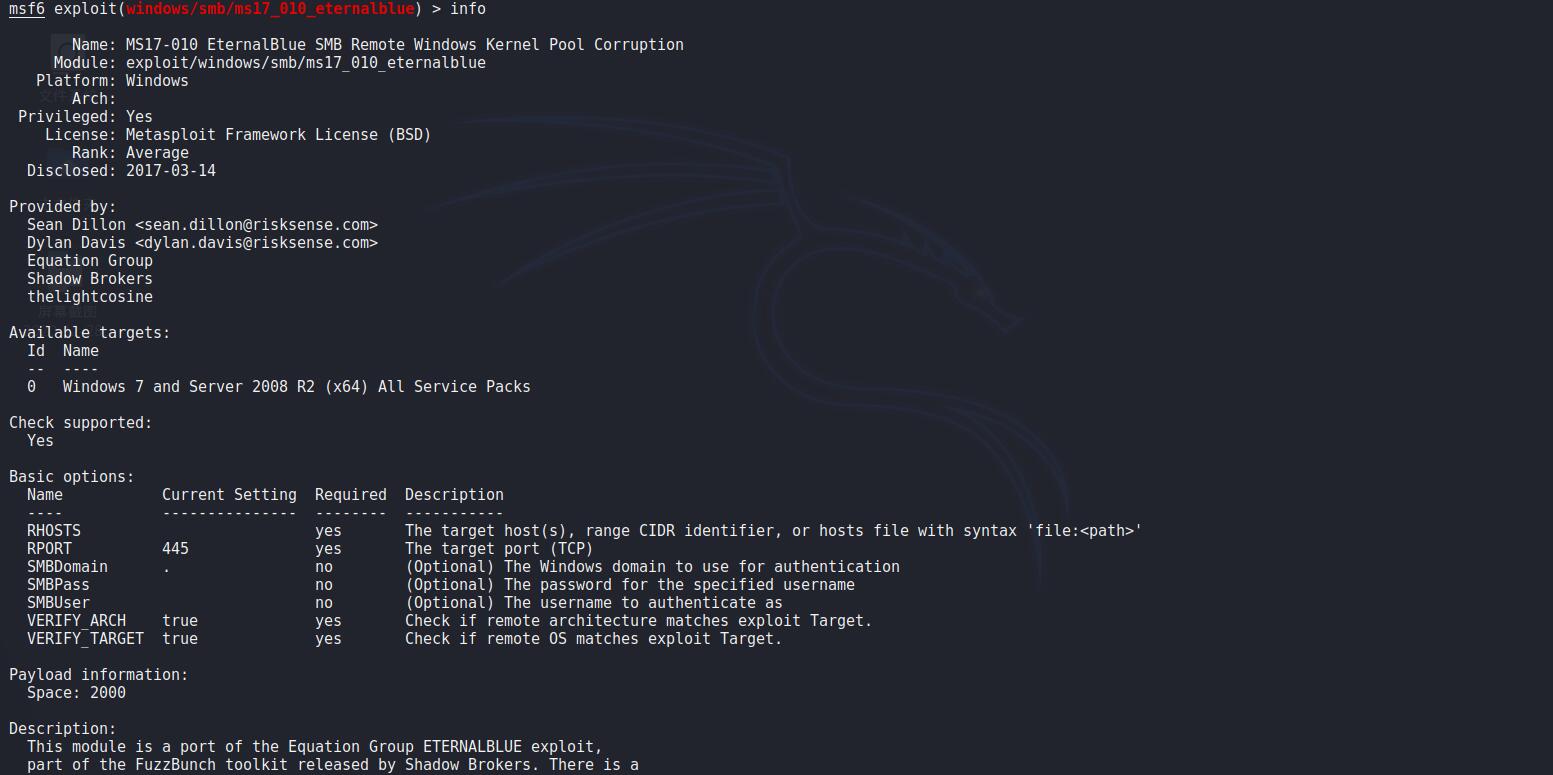 msf6 exploit(windows/smb/ms17_010_eternalblue) > info
Name: MS17-010 EternalBlue SMB Remote Windows Kernel Pool Corruption
Module: exploit/windows/smb/ms17_010_eternalblue
Platform: Windows
Arch:
Privileged: Yes
License: Metasploit Framework License (BSD)
Rank: Average
Disclosed: 2017-03-14
Provided by:
Sean Dillon <sean.dillon@risksense.com>
Dylan Davis <dylan.davis@risksense.com>
Equation Group
Shadow Brokers
thelightcosine
屏幕截图
Available targets:
Id  Name
--  ----
0   Windows 7 and Server 2008 R2 (x64) All Service Packs
Check supported:
Yes
Basic options:
Name           Current Setting  Required  Description
----           ---------------  --------  -----------
RHOSTS                          yes       The target host(s), range CIDR identifier, or hosts file with syntax 'file:<path>'
RPORT          445              yes       The target port (TCP)
SMBDomain      .                no        (Optional) The Windows domain to use for authentication
SMBPass                         no        (Optional) The password for the specified username
SMBUser                         no        (Optional) The username to authenticate as
VERIFY_ARCH    true             yes       Check if remote architecture matches exploit Target.
VERIFY_TARGET  true             yes       Check if remote OS matches exploit Target.
Payload information:
Space: 2000
Description:
This module is a port of the Equation Group ETERNALBLUE exploit,
part of the FuzzBunch toolkit released by Shadow Brokers. There is a